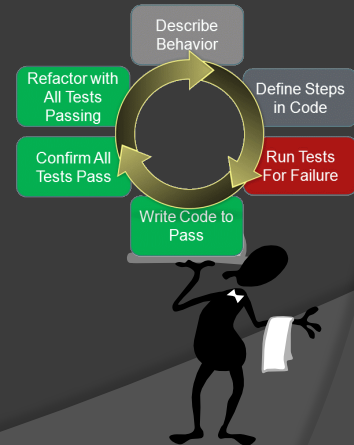 Describe
Behavior
Define Steps
in Code
Run Tests
For Failure
Write Code to
Pass
Confirm All
Tests Pass
Refactor with
All Tests
Passing